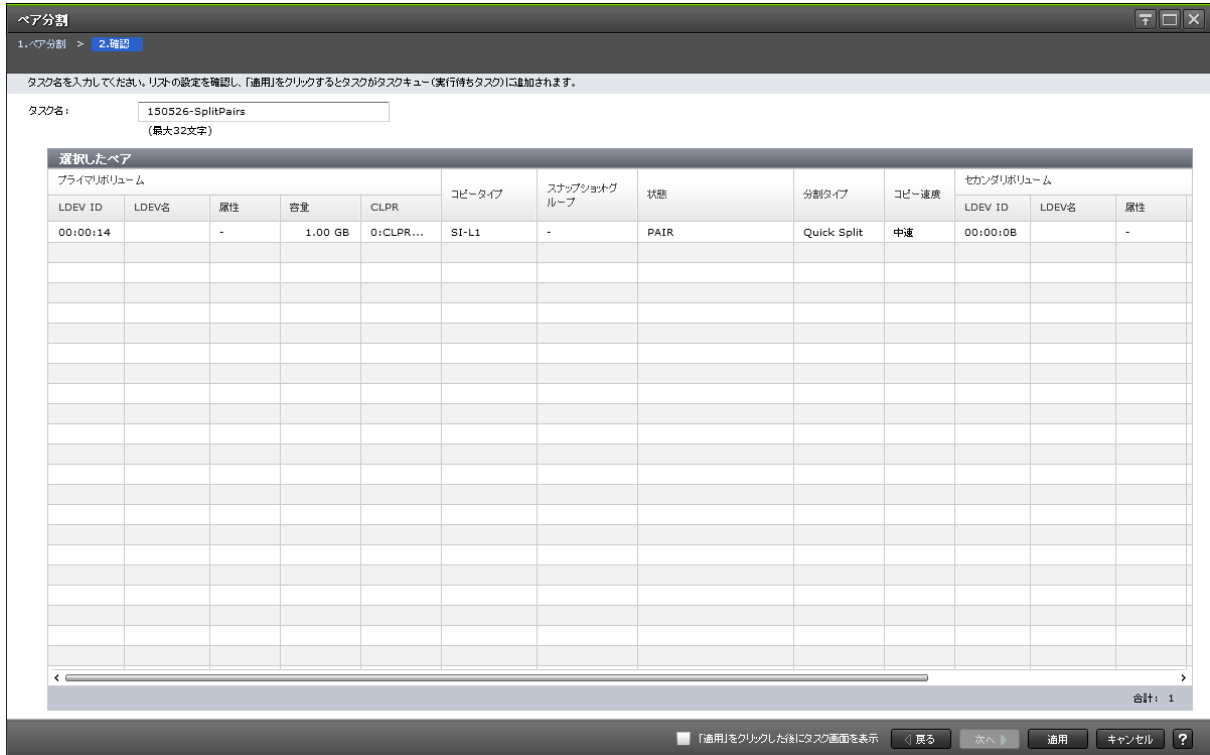 ペア分割
1.ペア分割 > 2.確認
タスク名を入力してください。リストの設定を確認し、「適用」をクリックするとタスクがタスクキュー(実行待ちタスク)に追加されます。
タスク名: 150526-SplitPairs
(最大32文字)
選択したペア
プライマリボリューム コピータイプ スナップショットグループ 状態 分割タイプ コピー速度 セカンダリボリューム
LDEV ID LDEV名 属性 容量 CLPR LDEV ID LDEV名 属性
00:00:14 - 1.00 GB 0:CLPR... SI-L1 - PAIR Quick Split 中速 00:00:0B -
合計: 1
「適用」をクリックした後にタスク画面を表示 戻る 次へ 適用 キャンセル ?